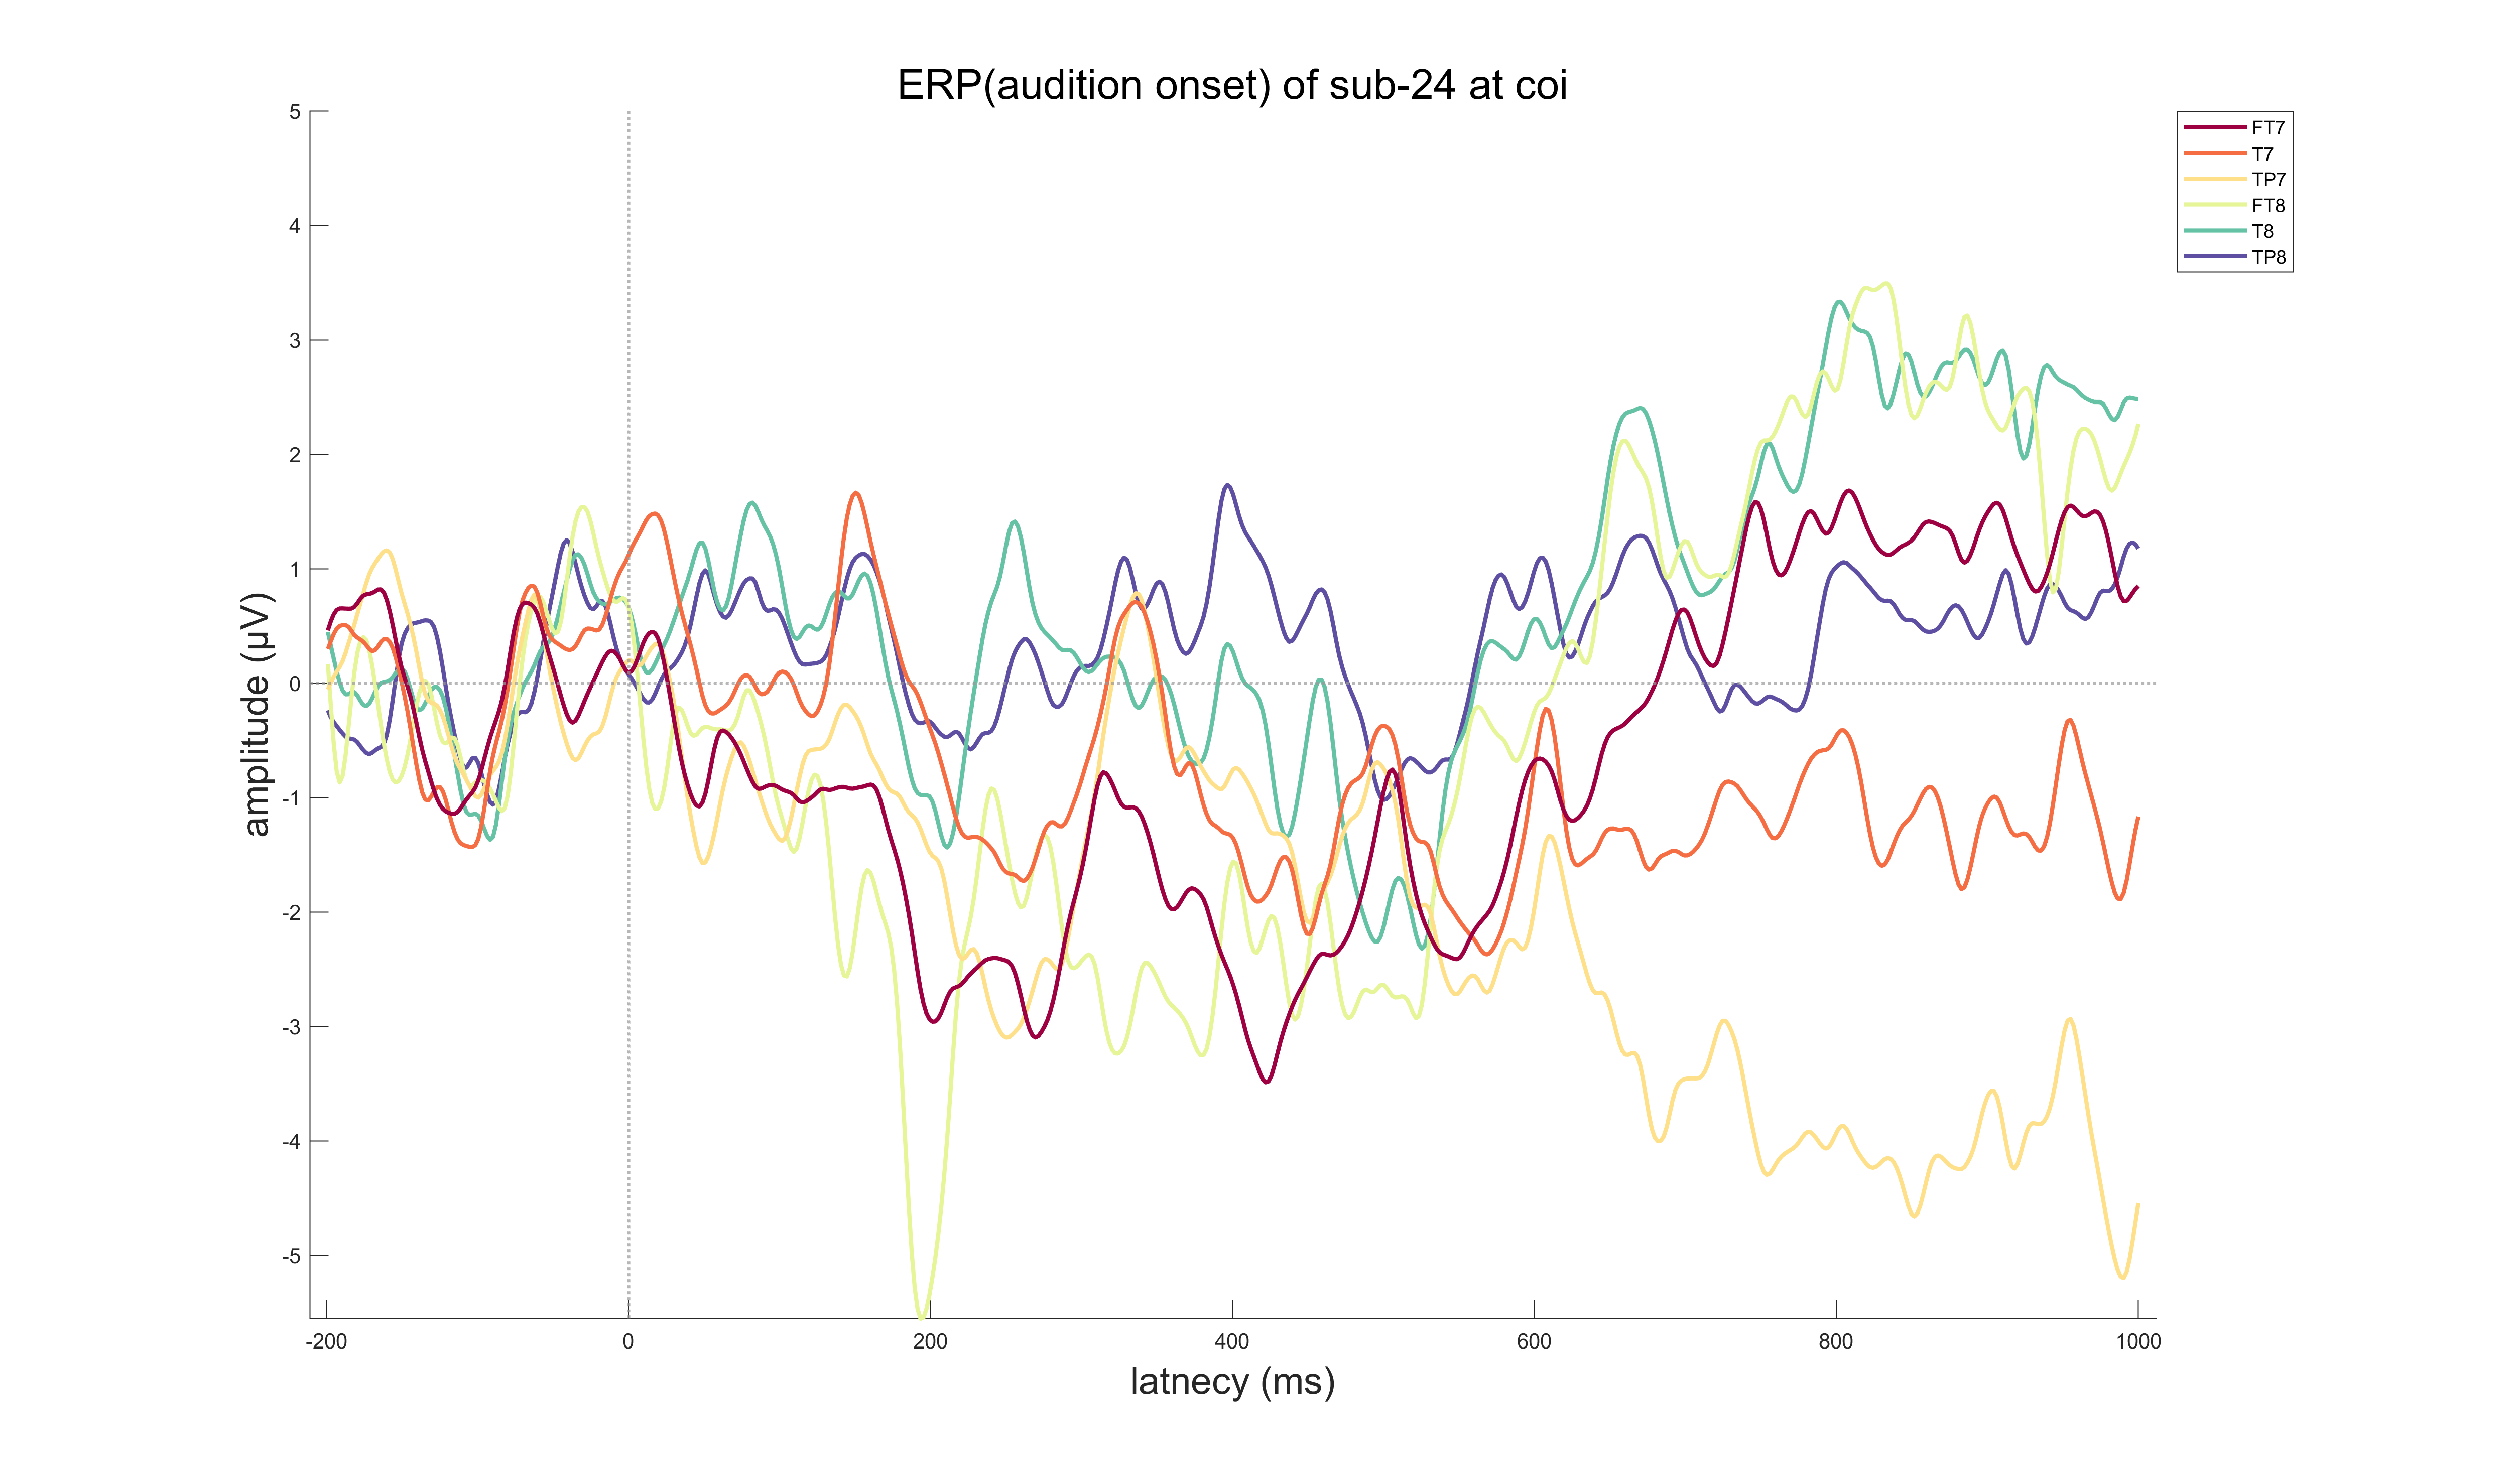 ERP(audition onset) of sub-24 at coi
5
4
3
2
1
0
-1
-2
-3
-4
-5
amplitude (μV)
-200 0 200 400 600 800 1000
latnecy (ms)
FT7
T7
TP7
FT8
T8
TP8